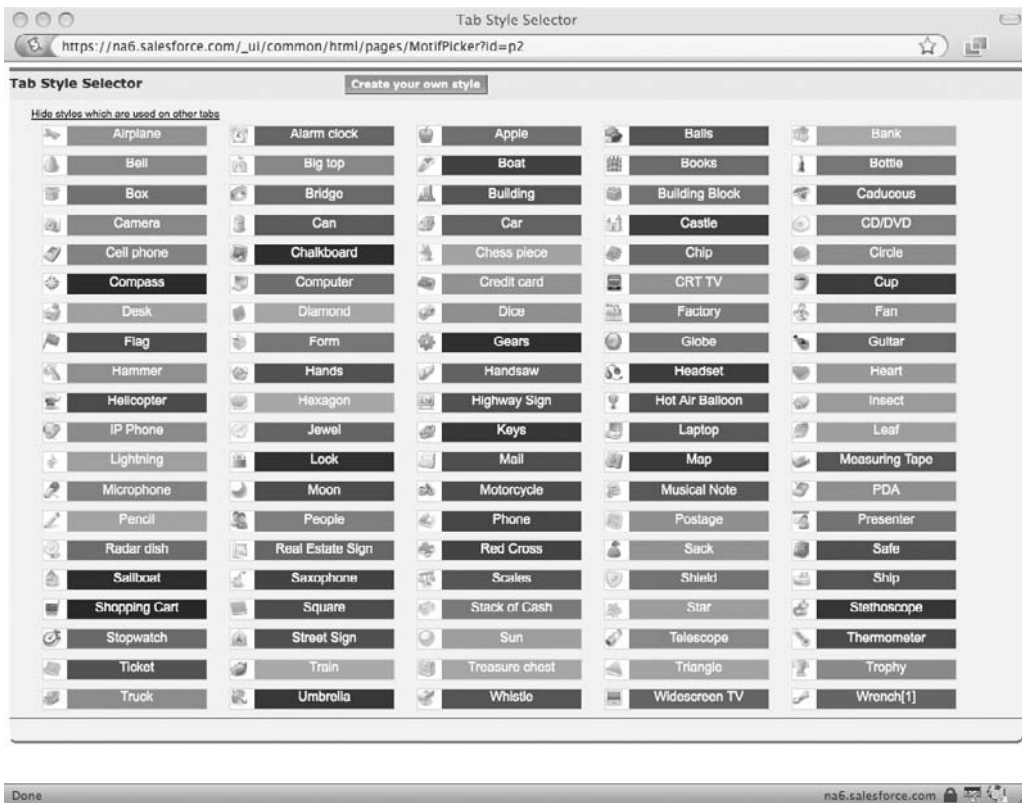 Tab Style Selector
https://na6.salesforce.com/_ui/common/html/pages/MotifPicker?id=p2
Tab Style Selector
Create your own style
Hide styles which are used on other tabs
Airplane Alarm clock Apple Balls Bank
Bell Big top Boat Books Bottle
Box Bridge Building Building Block Caduceus
Camera Can Car Castle CD/DVD
Cell phone Chalkboard Chess piece Chip Circle
Compass Computer Credit card CRT TV Cup
Desk Diamond Dice Factory Fan
Flag Form Gears Globe Guitar
Hammer Hands Handsaw Headset Heart
Helicopter Hexagon Highway Sign Hot Air Balloon Insect
IP Phone Jewel Keys Laptop Leaf
Lightning Lock Mail Map Measuring Tape
Microphone Moon Motorcycle Musical Note PDA
Pencil People Phone Postage Presenter
Radar dish Real Estate Sign Red Cross Sack Safe
Sailboat Saxophone Scales Shield Ship
Shopping Cart Square Stack of Cash Star Stethoscope
Stopwatch Street Sign Sun Telescope Thermometer
Ticket Train Treasure chest Triangle Trophy
Truck Umbrella Whistle Widescreen TV Wrench[1]
Done
na6.salesforce.com